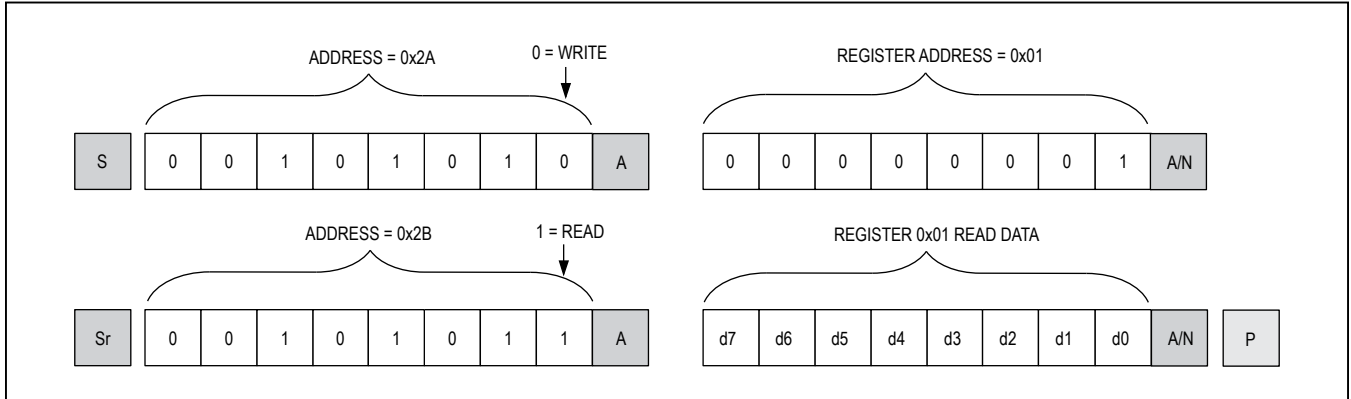 ADDRESS = 0x2A 0 = WRITE REGISTER ADDRESS = 0x01
S 0 0 1 0 1 0 1 0 A 0 0 0 0 0 0 0 1 A/N
ADDRESS = 0x2B 1 = READ REGISTER 0x01 READ DATA
Sr 0 0 1 0 1 0 1 1 A d7 d6 d5 d4 d3 d2 d1 d0 A/N P